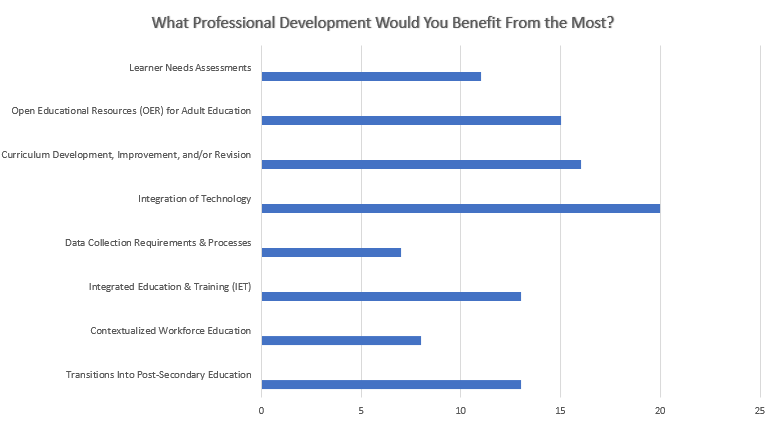 What Professional Development Would You Benefit From the Most?
Learner Needs Assessments
Open Educational Resources (OER) for Adult Education
Curriculum Development, Improvement, and/or Revision
Integration of Technology
Data Collection Requirements & Processes
Integrated Education & Training (IET)
Contextualized Workforce Education
Transitions Into Post-Secondary Education
0 5 10 15 20 25